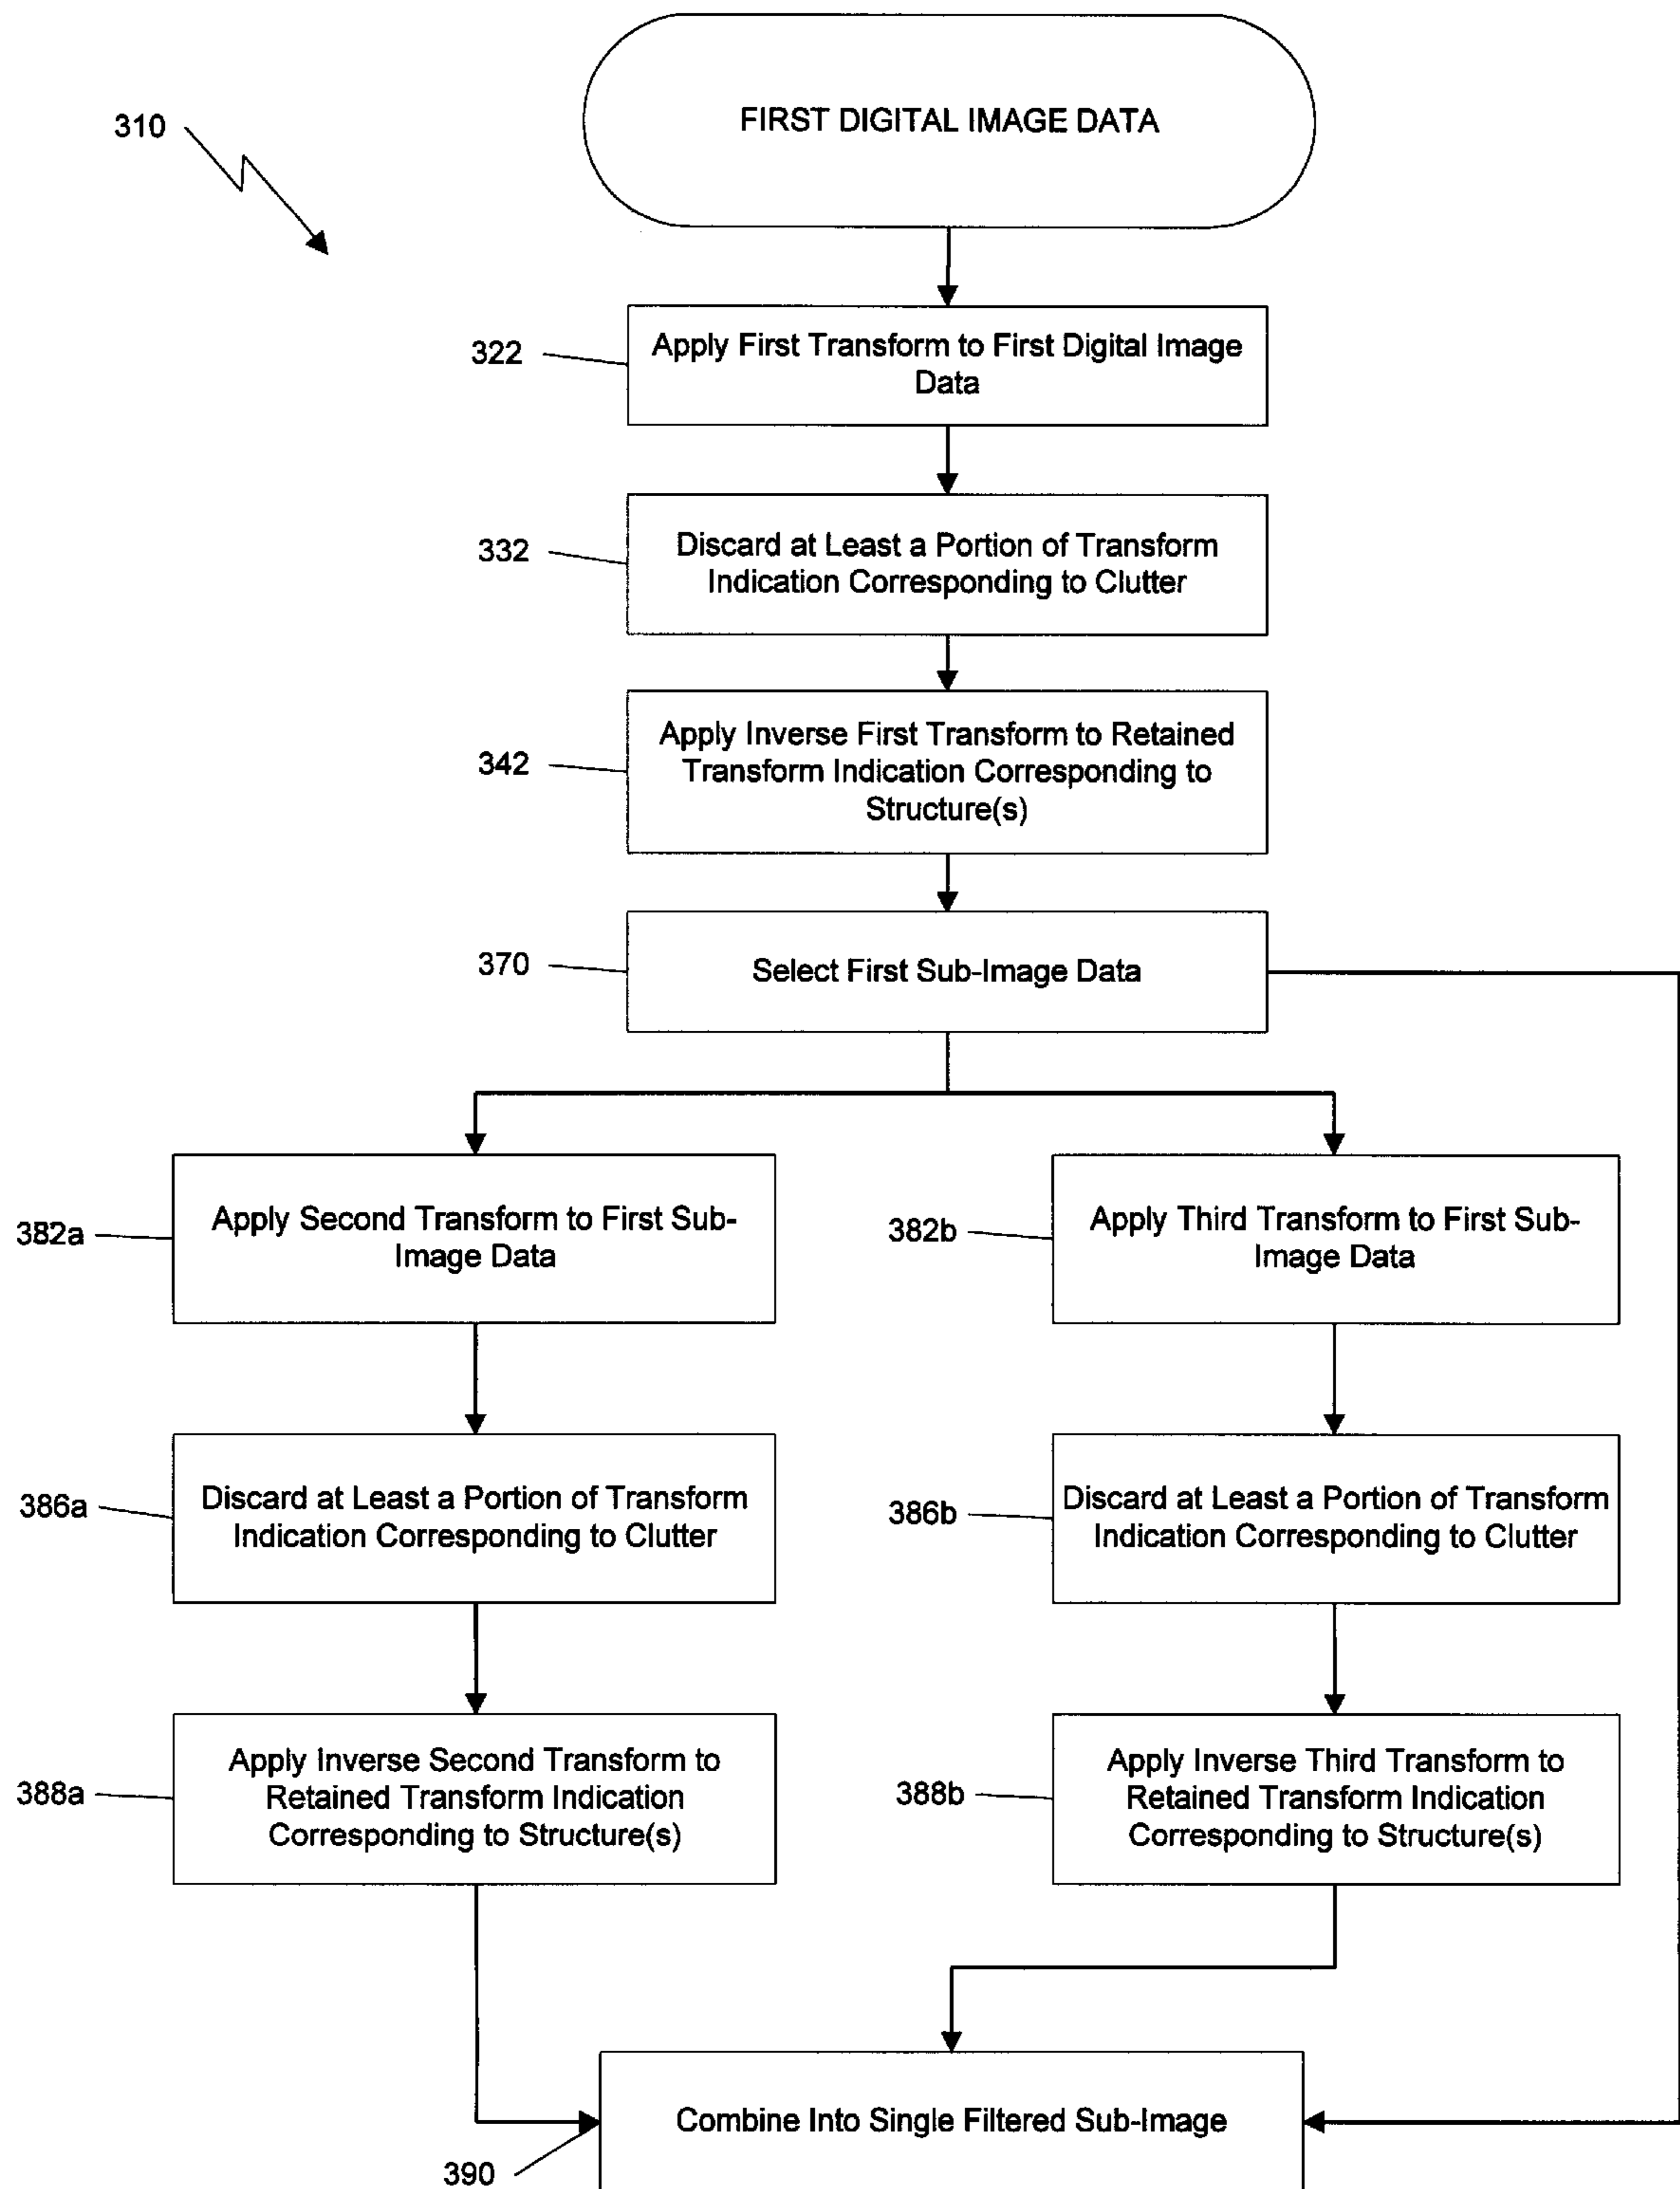 FIRST DIGITAL IMAGE DATA
310
322
Apply First Transform to First Digital Image
Data
332
Discard at Least a Portion of Transform
Indication Corresponding to Clutter
342
Apply Inverse First Transform to Retained
Transform Indication Corresponding to
Structure(s)
370
Select First Sub-Image Data
382a
Apply Second Transform to First Sub-
Image Data
382b
Apply Third Transform to First Sub-
Image Data
386a
Discard at Least a Portion of Transform
Indication Corresponding to Clutter
386b
Discard at Least a Portion of Transform
Indication Corresponding to Clutter
388a
Apply Inverse Second Transform to
Retained Transform Indication
Corresponding to Structure(s)
388b
Apply Inverse Third Transform to
Retained Transform Indication
Corresponding to Structure(s)
Combine Into Single Filtered Sub-Image
390